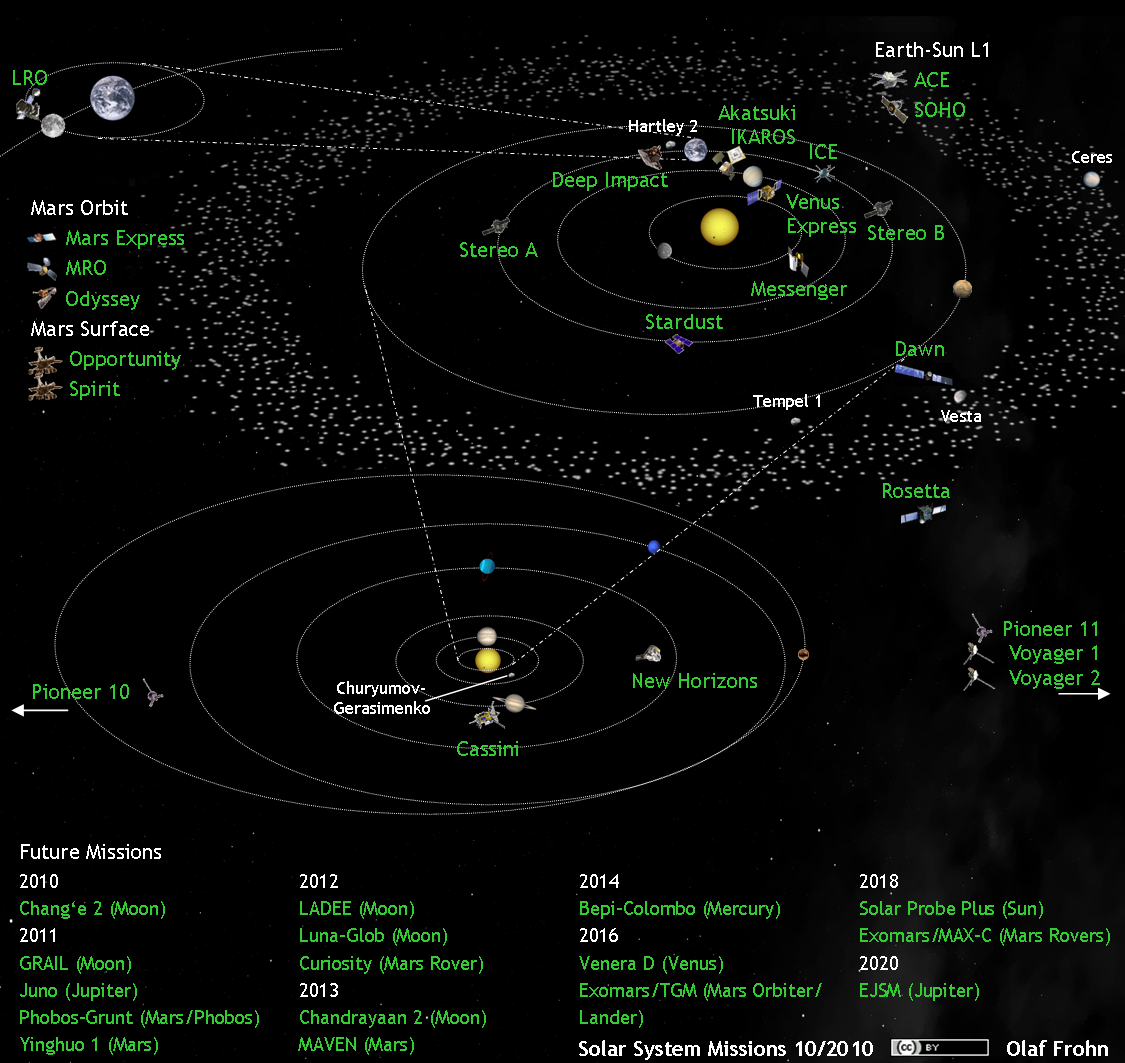 Earth-Sun L1
ACE
SOHO
LRO
Hartley 2
Akatsuki
IKAROS
ICE
Ceres
Deep Impact
Venus
Express
Stereo B
Stereo A
Messenger
Mars Orbit
Mars Express
MRO
Odyssey
Mars Surface
Opportunity
Spirit
Stardust
Dawn
Tempel 1
Vesta
Rosetta
Pioneer 11
Voyager 1
Voyager 2
New Horizons
Pioneer 10
Churyumov-
Gerasimenko
Cassini
Future Missions
2010
Chang‘e 2 (Moon)
2011
GRAIL (Moon)
Juno (Jupiter)
Phobos-Grunt (Mars/Phobos)
Yinghuo 1 (Mars)
2012
LADEE (Moon)
Luna-Glob (Moon)
Curiosity (Mars Rover)
2013
Chandrayaan 2 (Moon)
MAVEN (Mars)
2014
Bepi-Colombo (Mercury)
2016
Venera D (Venus)
Exomars/TGM (Mars Orbiter/
Lander)
2018
Solar Probe Plus (Sun)
Exomars/MAX-C (Mars Rovers)
2020
EJSM (Jupiter)
Solar System Missions 10/2010
cc BY
Olaf Frohn